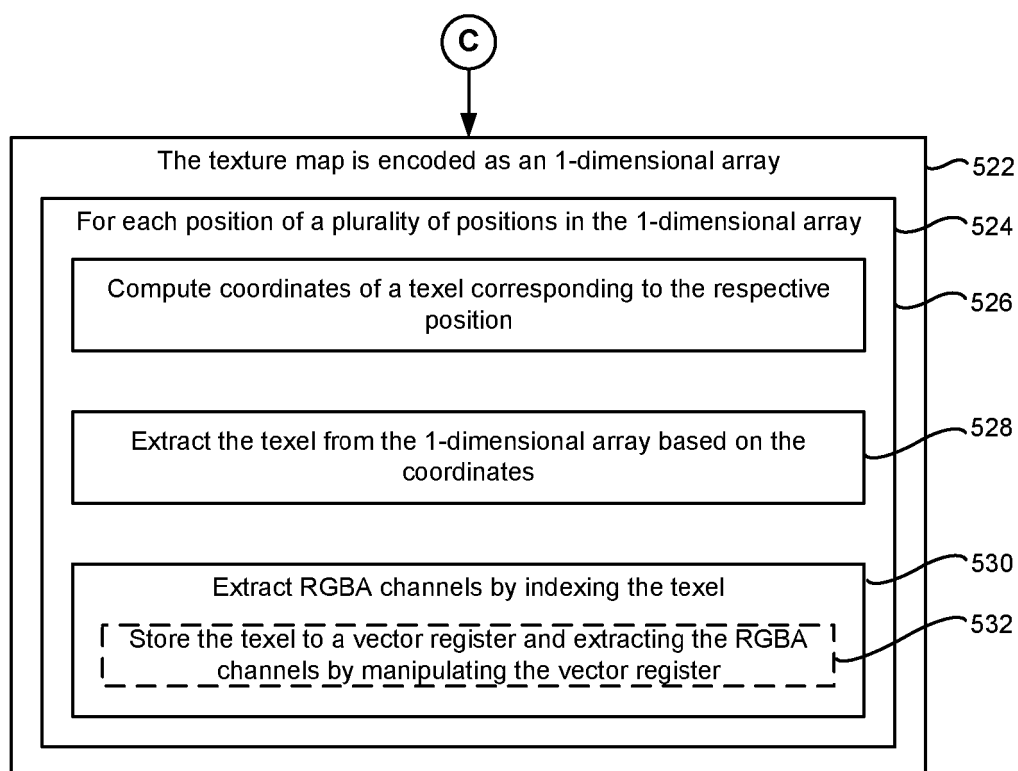 C
The texture map is encoded as an 1-dimensional array
522
For each position of a plurality of positions in the 1-dimensional array
524
Compute coordinates of a texel corresponding to the respective
position
526
Extract the texel from the 1-dimensional array based on the
coordinates
528
Extract RGBA channels by indexing the texel
530
Store the texel to a vector register and extracting the RGBA
channels by manipulating the vector register
532